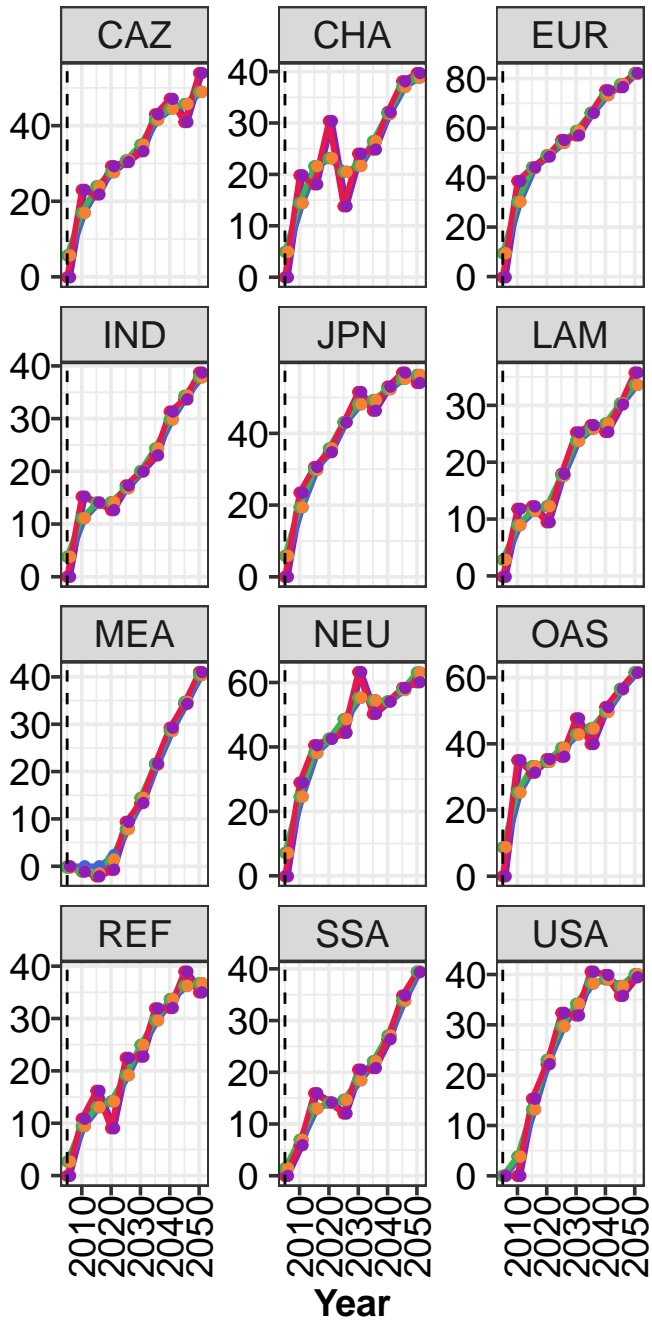 CAZ CHA EUR
40 20 0
40 30 20 10 0
80 60 40 20 0
IND JPN LAM
40 30 20 10 0
40 20 0
30 20 10 0
MEA NEU OAS
40 30 20 10 0
60 40 20 0
60 40 20 0
REF SSA USA
40 30 20 10 0
40 30 20 10 0
40 30 20 10 0
2010 2020 2030 2040 2050
2010 2020 2030 2040 2050
2010 2020 2030 2040 2050
Year